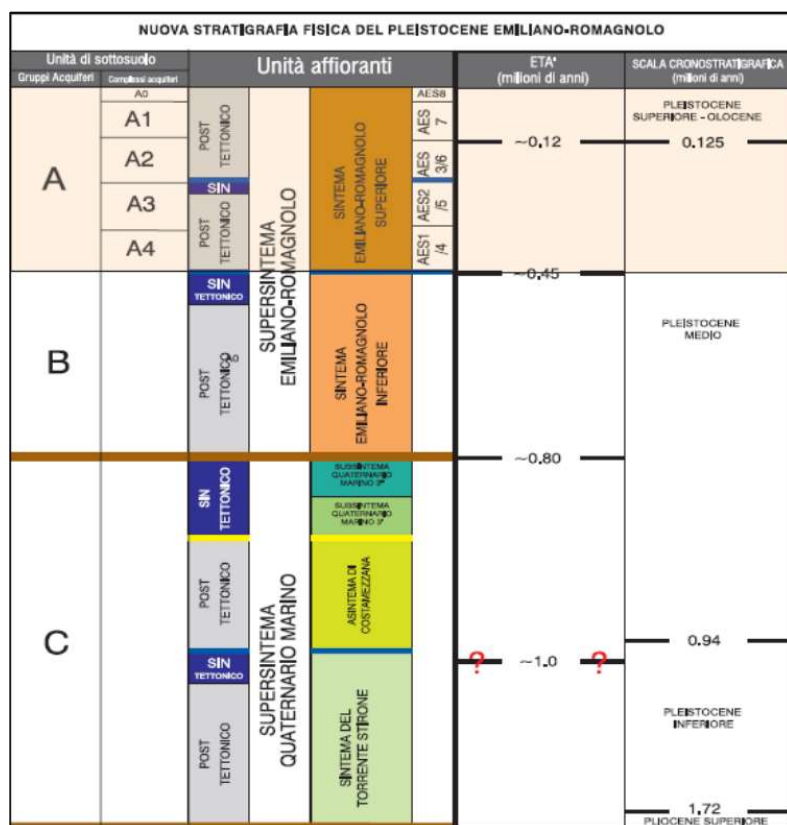 NUOVA STRATIGRAFIA FISICA DEL PLEISTOCENE EMILIANO-ROMAGNOLO
Unità di sottosuolo
Gruppi Acquiferi
Complessi acquiferi
Unità affioranti
ETA'
(milioni di anni)
SCALA CRONOSTRATIGRAFICA
(milioni di anni)
A
A0
A1
A2
A3
A4
POST
TETTONICO
SIN
POST
TETTONICO
SUPERSINTEMA
EMILIANO-ROMAGNOLO
SINTEMA
EMILIANO-ROMAGNOLO
SUPERIORE
AES8
AES
7
AES
3/6
AES2
/5
AES1
/4
~0.12
~0.45
PLEISTOCENE
SUPERIORE - OLOCENE
0.125
B
SIN
TETTONICO
POST
TETTONICO
SINTEMA
EMILIANO-ROMAGNOLO
INFERIORE
PLEISTOCENE
MEDIO
~0.80
C
SIN
TETTONICO
POST
TETTONICO
SIN
TETTONICO
POST
TETTONICO
SUPERSINTEMA
QUATERNARIO MARINO
SUBSINTEMA
QUATERNARIO
MARINO
SUBSINTEMA
QUATERNARIO
MARINO
ASINTEMA DI
COSTAMEZZANA
SINTEMA DEL
TORRENTE STIRONE
? ~1.0 ?
0.94
PLEISTOCENE
INFERIORE
1.72
PLIOCENE SUPERIORE